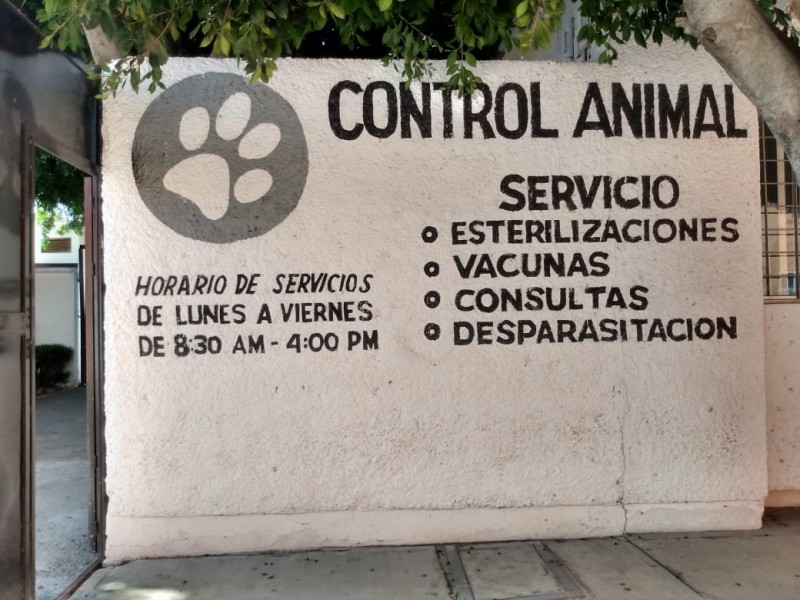 CONTROL ANIMAL
SERVICIO
ESTERILIZACIONES
VACUNAS
CONSULTAS
DESPARASITACION
HORARIO DE SERVICIOS
DE LUNES A VIERNES
DE 8:30 AM - 4:00 PM